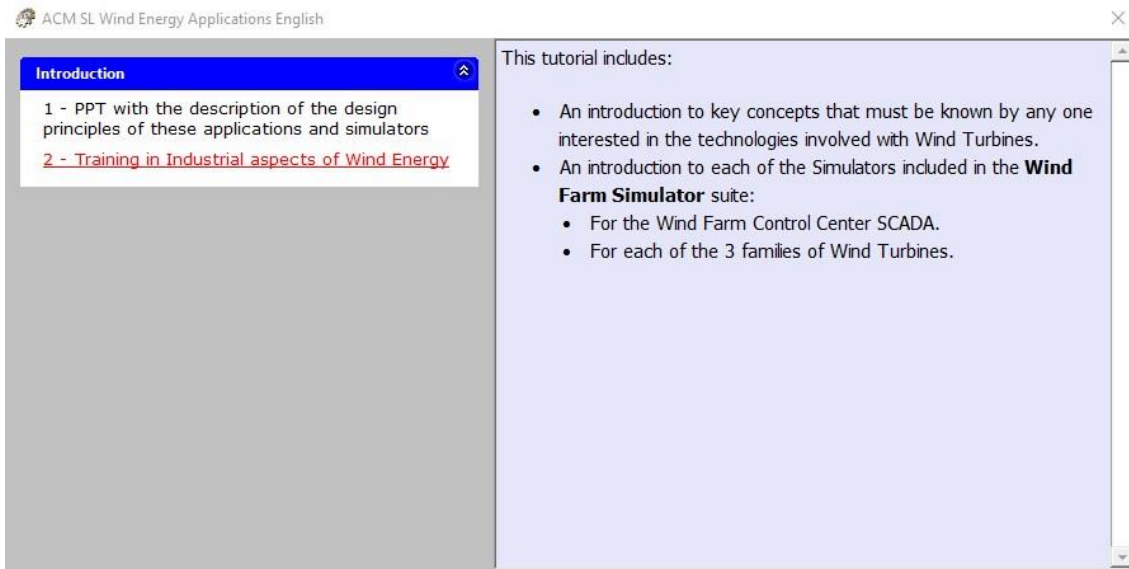 ACM SL Wind Energy Applications English
Introduction
1 - PPT with the description of the design
principles of these applications and simulators
2 - Training in Industrial aspects of Wind Energy
This tutorial includes:
• An introduction to key concepts that must be known by any one
interested in the technologies involved with Wind Turbines.
• An introduction to each of the Simulators included in the Wind
Farm Simulator suite:
• For the Wind Farm Control Center SCADA.
• For each of the 3 families of Wind Turbines.